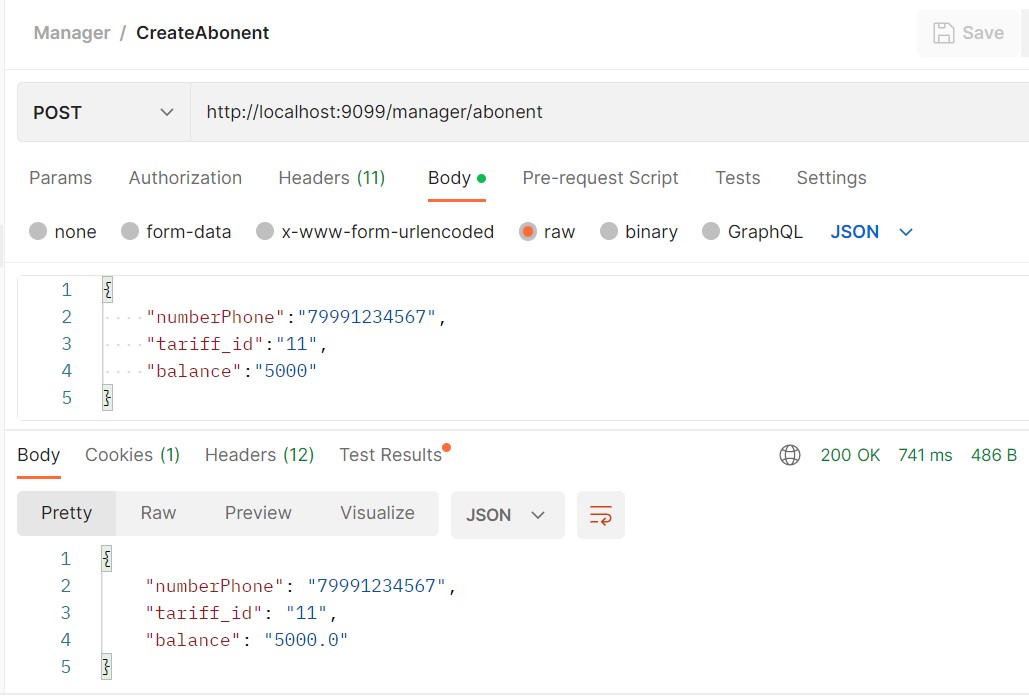 Manager / CreateAbonent
Save
POST
http://localhost:9099/manager/abonent
Params Authorization Headers (11) Body Pre-request Script Tests Settings
none form-data x-www-form-urlencoded raw binary GraphQL JSON
1 {
2 "numberPhone":"79991234567",
3 "tariff_id":"11",
4 "balance":"5000"
5 }
Body Cookies (1) Headers (12) Test Results 200 OK 741 ms 486 B
Pretty Raw Preview Visualize JSON
1 {
2 "numberPhone": "79991234567",
3 "tariff_id": "11",
4 "balance": "5000.0"
5 }